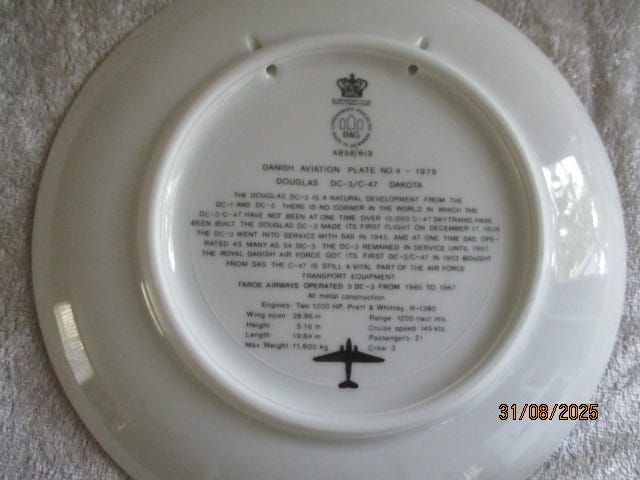 B&G
4898/619
DANISH AVIATION PLATE NO. 4 - 1979
DOUGLAS DC-3/C-47 DAKOTA
THE DOUGLAS DC-3 IS A NATURAL DEVELOPMENT FROM THE
DC-1 AND DC-2. THERE IS NO CORNER IN THE WORLD IN WHICH THE
DC-3/C-47 HAVE NOT BEEN AT ONE TIME. OVER 10.000 C-47 SKYTRAINS HAVE
BEEN BUILT. THE DOUGLAS DC-3 MADE ITS FIRST FLIGHT ON DECEMBER 17, 1935
THE DC-3 WENT INTO SERVICE WITH SAS IN 1945, AND AT ONE TIME SAS OPE-
RATED AS MANY AS 34 DC-3. THE DC-3 REMAINED IN SERVICE UNTIL 1957.
THE ROYAL DANISH AIR FORCE GOT ITS FIRST DC-3/C-47 IN 1953 BOUGHT
FROM SAS. THE C-47 IS STILL A VITAL PART OF THE AIR FORCE
TRANSPORT EQUIPMENT.
FAROE AIRWAYS OPERATED 3 DC-3 FROM 1965 TO 1967
All metal construction
Engines: Two 1200 HP. Pratt & Whitney, R-1380
Wing span: 28.96 m Range: 1200 naut. mils.
Height: 5.16 m Cruise speed: 145 kts.
Length: 19.64 m Passengers: 21
Max Weight: 11.800 kg Crew: 3
31/08/2025